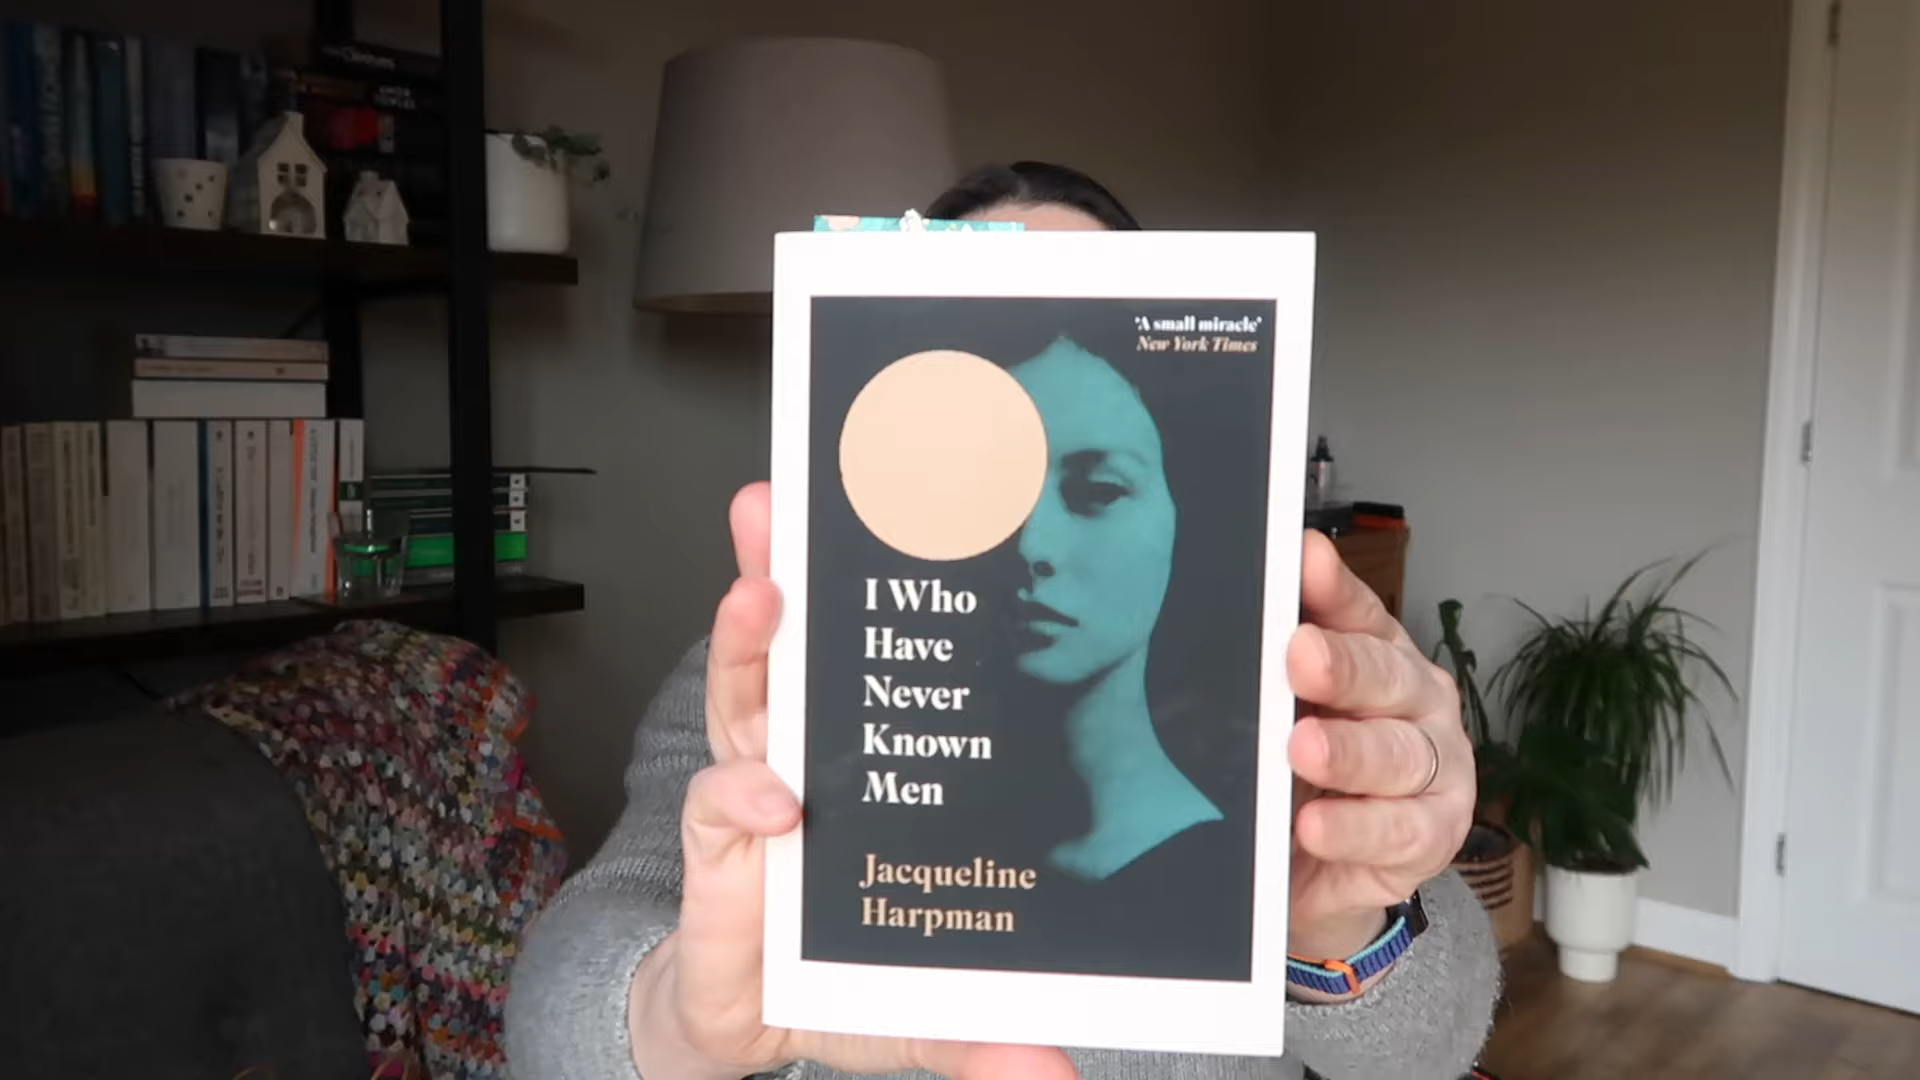 'A small miracle'
New York Times
I Who
Have
Never
Known
Men
Jacqueline
Harpman